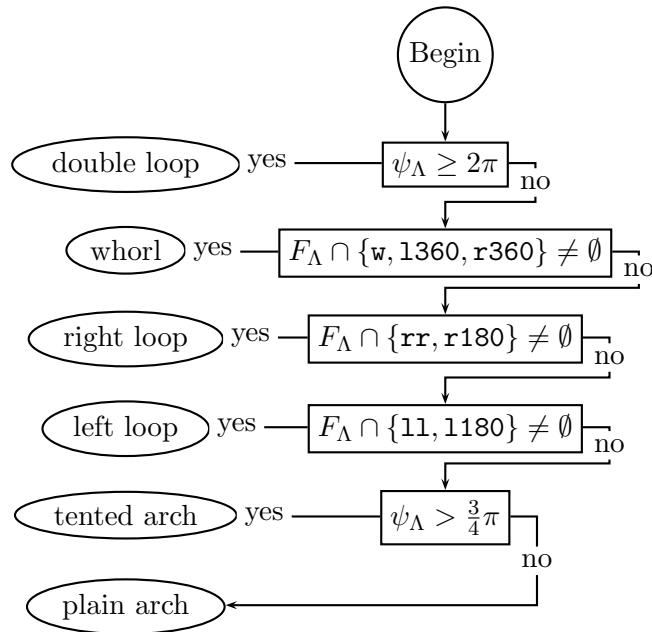 Begin
double loop yes ψ_Λ ≥ 2π
no
whorl yes F_Λ ∩ {w, l360, r360} ≠ ∅
no
right loop yes F_Λ ∩ {rr, r180} ≠ ∅
no
left loop yes F_Λ ∩ {ll, l180} ≠ ∅
no
tented arch yes ψ_Λ > 3/4 π
no
plain arch